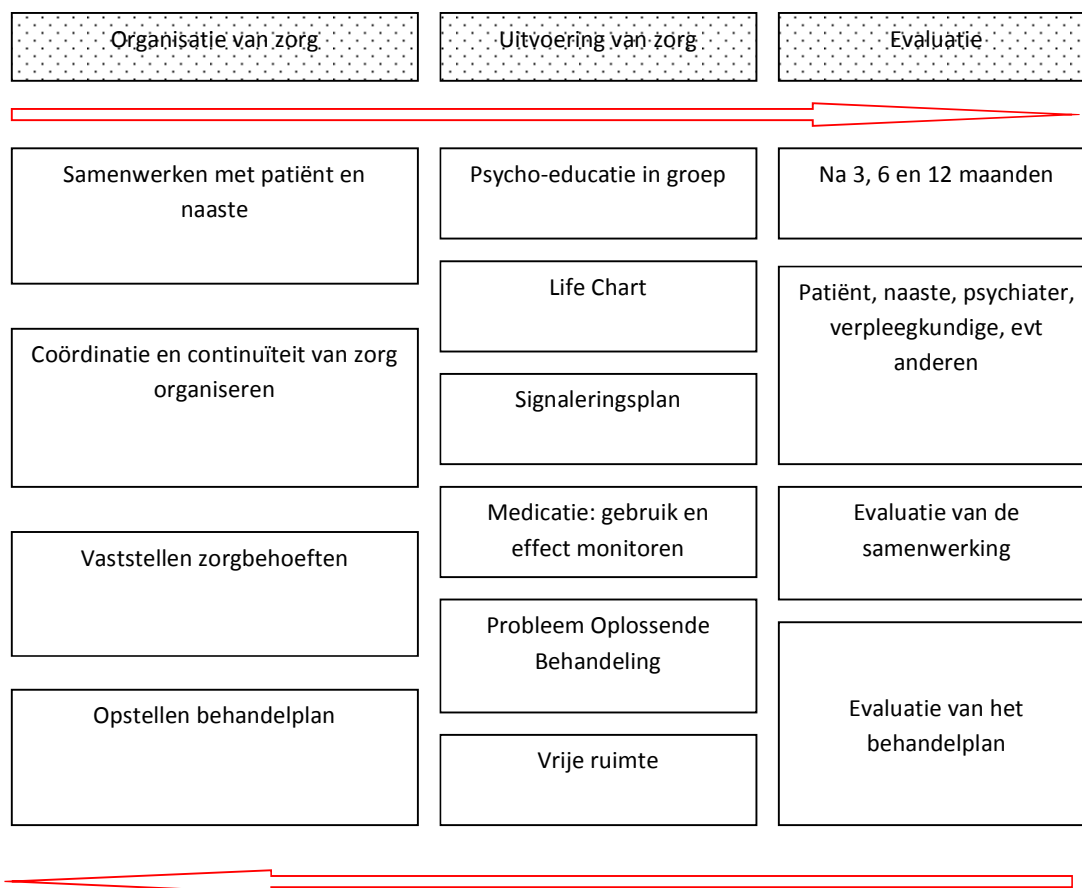 Organisatie van zorg
Uitvoering van zorg
Evaluatie
Samenwerken met patiënt en
naaste
Coördinatie en continuïteit van zorg
organiseren
Vaststellen zorgbehoeften
Opstellen behandelplan
Psycho-educatie in groep
Life Chart
Signaleringsplan
Medicatie: gebruik en
effect monitoren
Probleem Oplossende
Behandeling
Vrije ruimte
Na 3, 6 en 12 maanden
Patiënt, naaste, psychiater,
verpleegkundige, evt
anderen
Evaluatie van de
samenwerking
Evaluatie van het
behandelplan